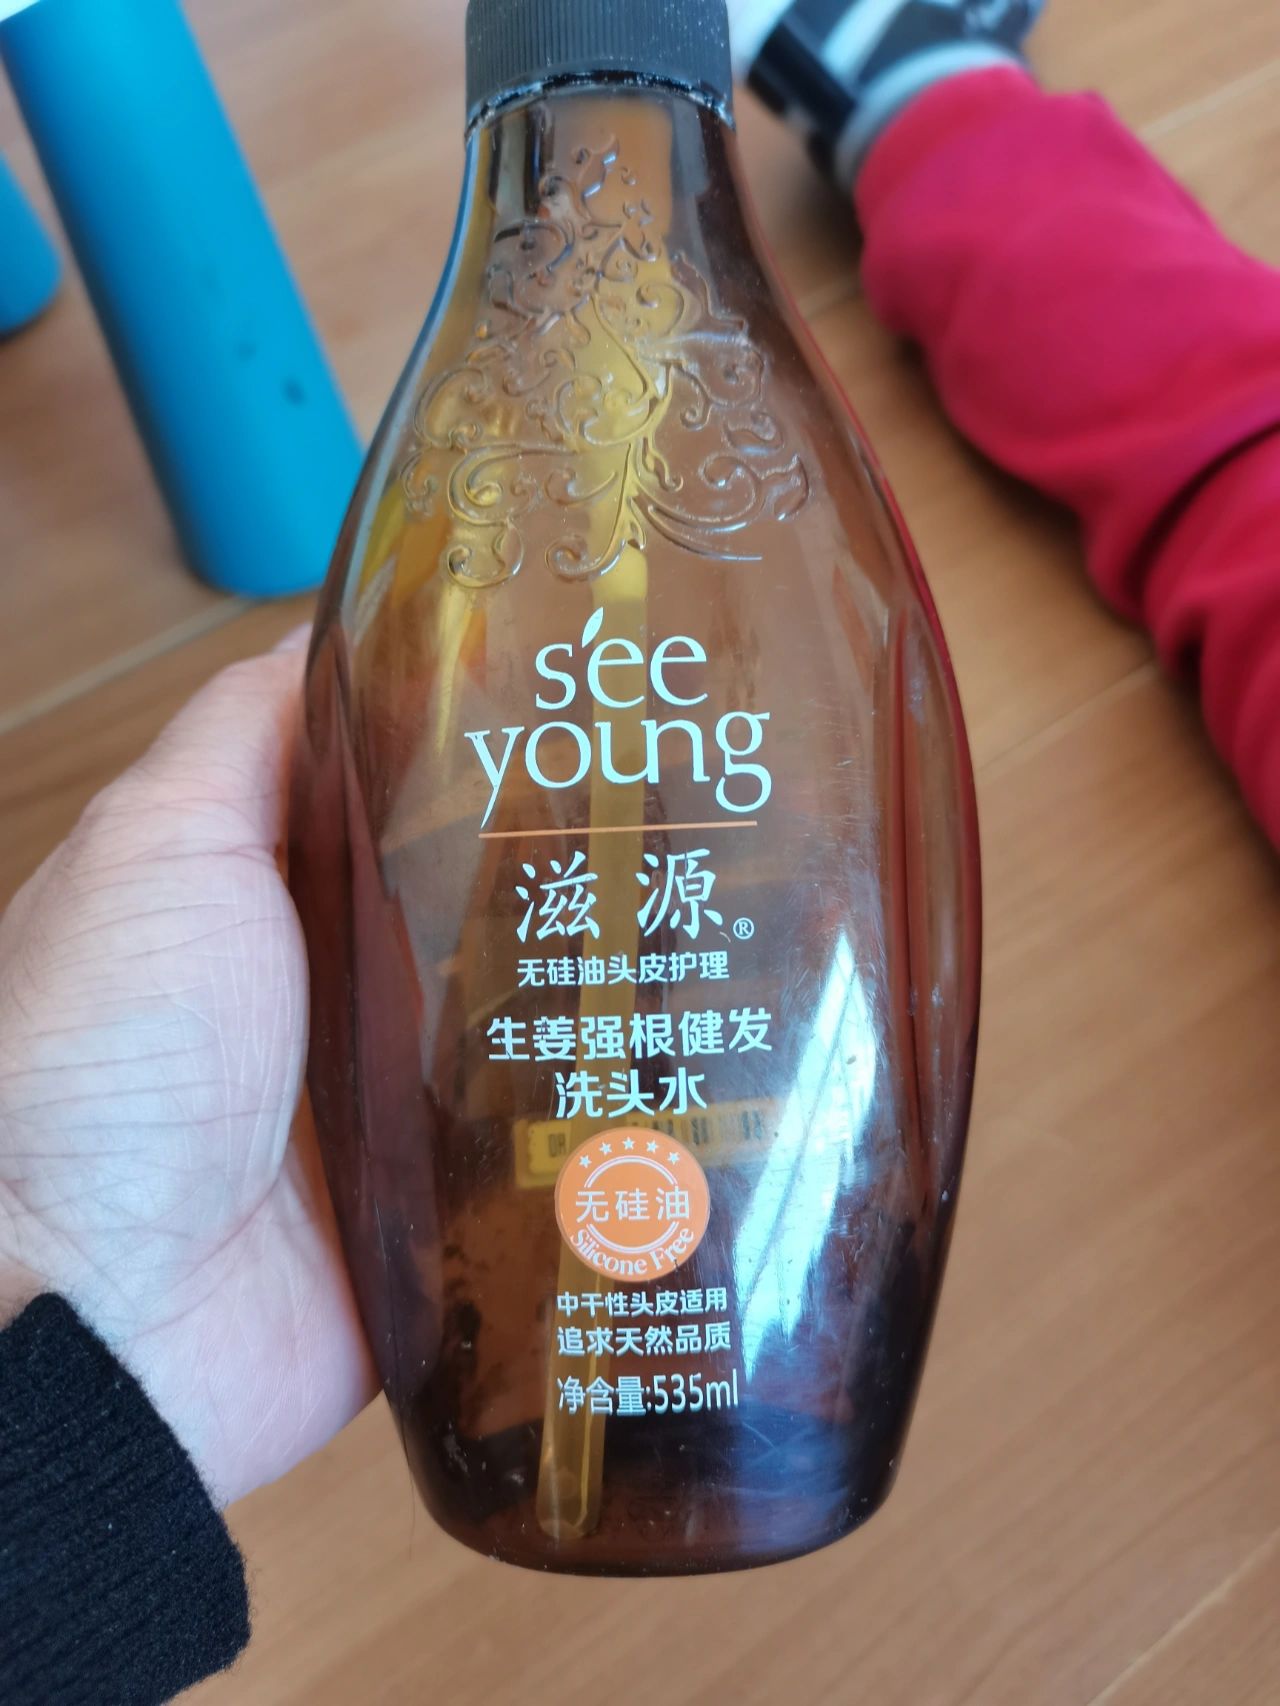 see
young
滋源®
无硅油头皮护理
生姜强根健发
洗头水
无硅油
Silicone Free
中干性头皮适用
追求天然品质
净含量:535ml